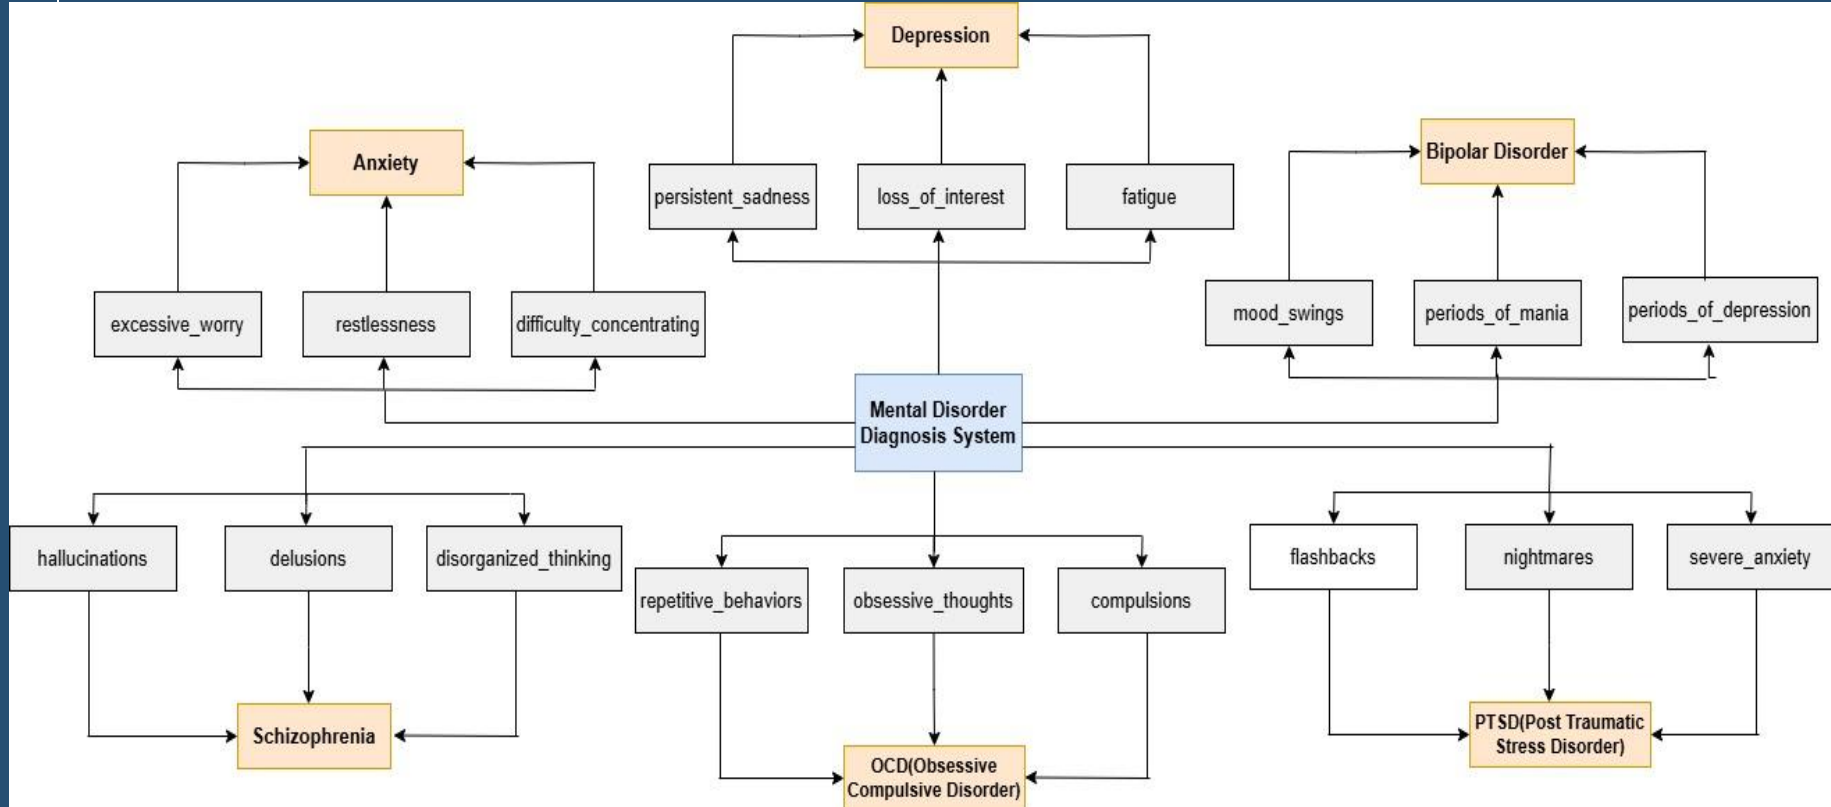 Depression
Anxiety
Bipolar Disorder
persistent_sadness
loss_of_interest
fatigue
excessive_worry
restlessness
difficulty_concentrating
mood_swings
periods_of_mania
periods_of_depression
Mental Disorder
Diagnosis System
hallucinations
delusions
disorganized_thinking
repetitive_behaviors
obsessive_thoughts
compulsions
flashbacks
nightmares
severe_anxiety
Schizophrenia
OCD(Obsessive
Compulsive Disorder)
PTSD(Post Traumatic
Stress Disorder)